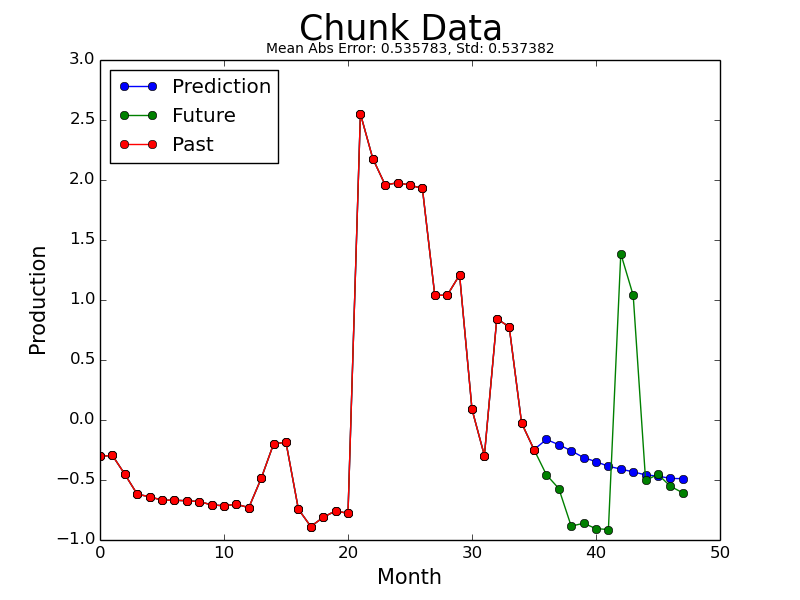 Chunk Data
Mean Abs Error: 0.535783, Std: 0.537382
3.0
2.5
2.0
1.5
1.0
0.5
0.0
−0.5
−1.0
Production
Prediction
Future
Past
0 10 20 30 40 50
Month